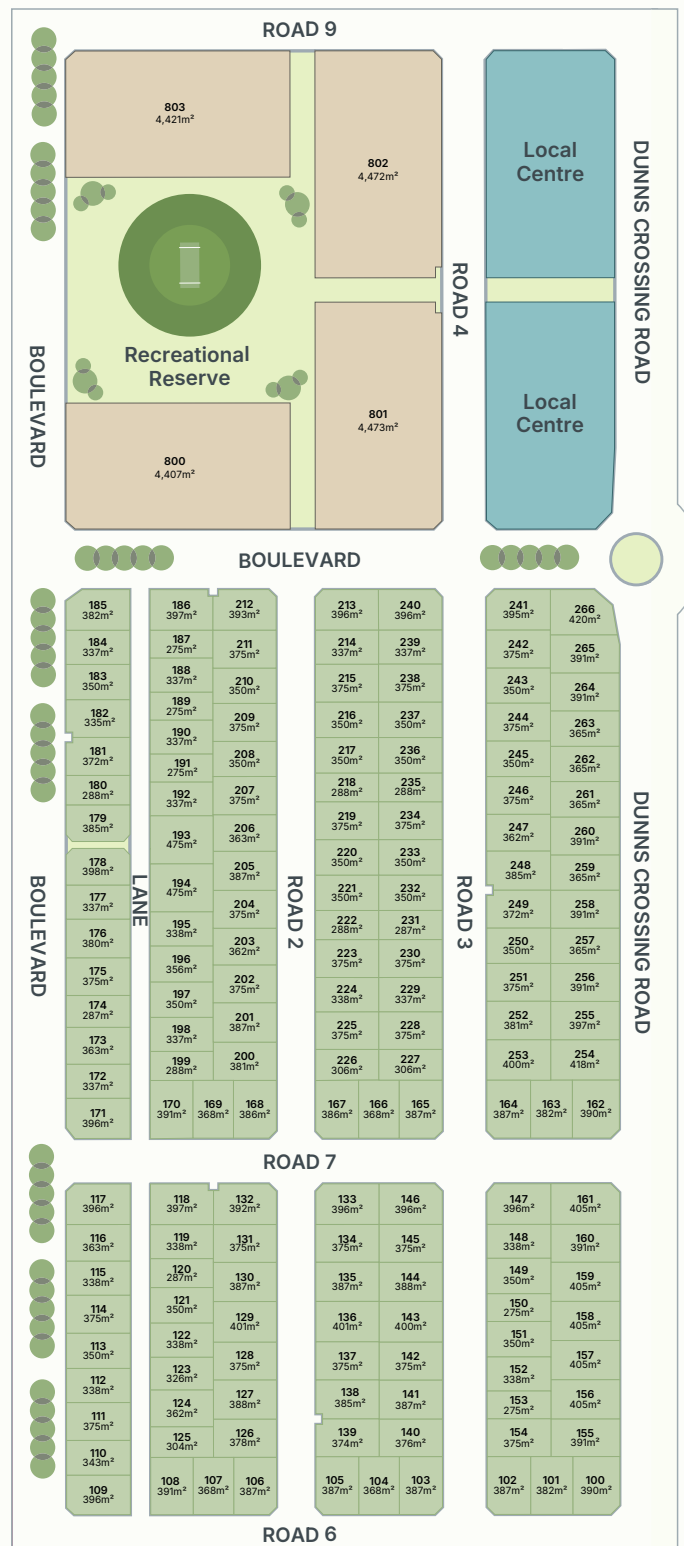 ROAD 9
803
4,421m²
802
4,472m²
Local
Centre
DUNNS CROSSING ROAD
ROAD 4
Recreational
Reserve
BOULEVARD
801
4,473m²
Local
Centre
800
4,407m²
BOULEVARD
185
382m²
184
337m²
183
350m²
182
335m²
181
372m²
180
288m²
179
385m²
178
398m²
177
337m²
176
380m²
175
375m²
174
287m²
173
363m²
172
337m²
171
396m²
BOULEVARD
LANE
186
397m²
187
275m²
188
337m²
189
275m²
190
337m²
191
275m²
192
337m²
193
475m²
194
475m²
195
338m²
196
356m²
197
350m²
198
337m²
199
288m²
212
393m²
211
375m²
210
350m²
209
375m²
208
350m²
207
375m²
206
363m²
205
387m²
204
375m²
203
362m²
202
375m²
201
387m²
200
381m²
170
391m²
169
368m²
168
386m²
ROAD 2
213
396m²
214
337m²
215
375m²
216
350m²
217
350m²
218
288m²
219
375m²
220
350m²
221
350m²
222
288m²
223
375m²
224
338m²
225
375m²
226
306m²
240
396m²
239
337m²
238
375m²
237
350m²
236
350m²
235
288m²
234
375m²
233
350m²
232
350m²
231
287m²
230
375m²
229
337m²
228
375m²
227
306m²
167
386m²
166
368m²
165
387m²
ROAD 3
241
395m²
242
375m²
243
350m²
244
375m²
245
350m²
246
375m²
247
362m²
248
385m²
249
372m²
250
350m²
251
375m²
252
381m²
253
400m²
266
420m²
265
391m²
264
391m²
263
365m²
262
365m²
261
365m²
260
391m²
259
365m²
258
391m²
257
365m²
256
391m²
255
397m²
254
418m²
164
387m²
163
382m²
162
390m²
DUNNS CROSSING ROAD
ROAD 7
117
396m²
116
363m²
115
338m²
114
375m²
113
350m²
112
338m²
111
375m²
110
343m²
109
396m²
118
397m²
119
338m²
120
287m²
121
350m²
122
338m²
123
326m²
124
362m²
125
304m²
132
392m²
131
375m²
130
387m²
129
401m²
128
375m²
127
388m²
126
378m²
108
391m²
107
368m²
106
387m²
133
396m²
134
375m²
135
387m²
136
401m²
137
375m²
138
385m²
139
374m²
146
396m²
145
375m²
144
388m²
143
400m²
142
375m²
141
387m²
140
376m²
105
387m²
104
368m²
103
387m²
147
396m²
148
338m²
149
350m²
150
275m²
151
350m²
152
338m²
153
275m²
154
375m²
161
405m²
160
391m²
159
405m²
158
405m²
157
405m²
156
405m²
155
391m²
102
387m²
101
382m²
100
390m²
ROAD 6